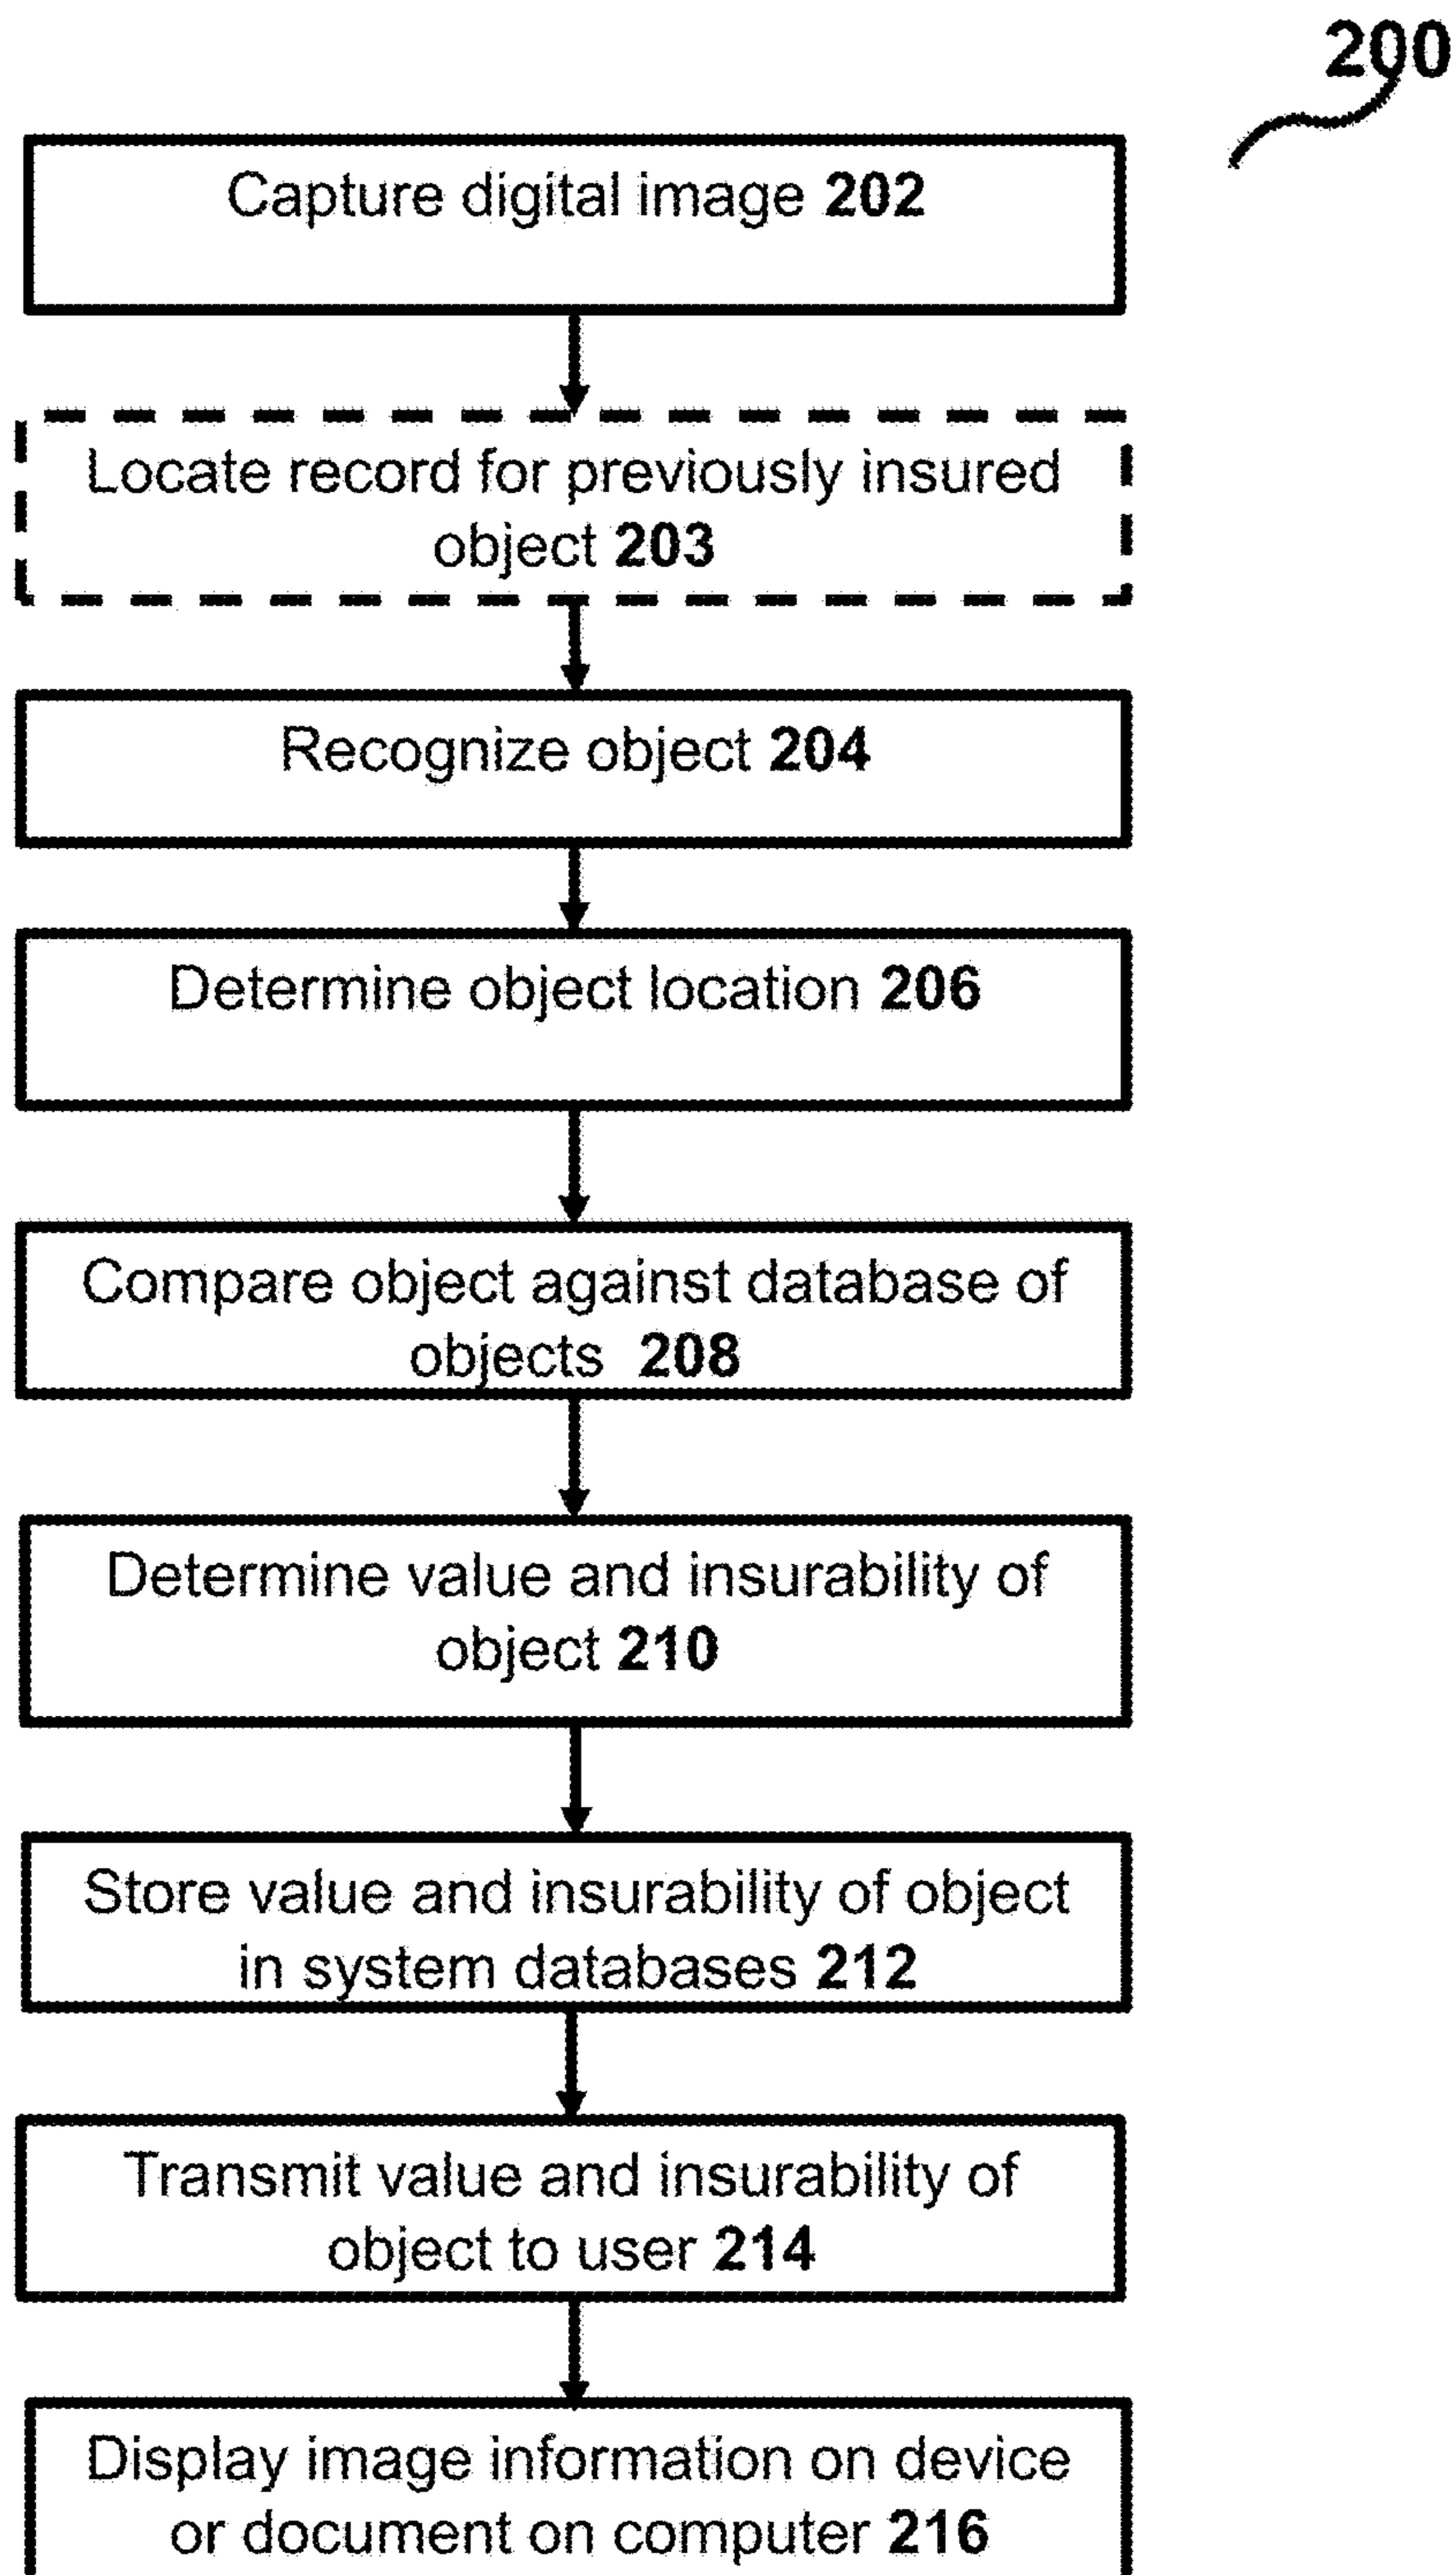 200
Capture digital image 202
Locate record for previously insured
object 203
Recognize object 204
Determine object location 206
Compare object against database of
objects 208
Determine value and insurability of
object 210
Store value and insurability of object
in system databases 212
Transmit value and insurability of
object to user 214
Display image information on device
or document on computer 216